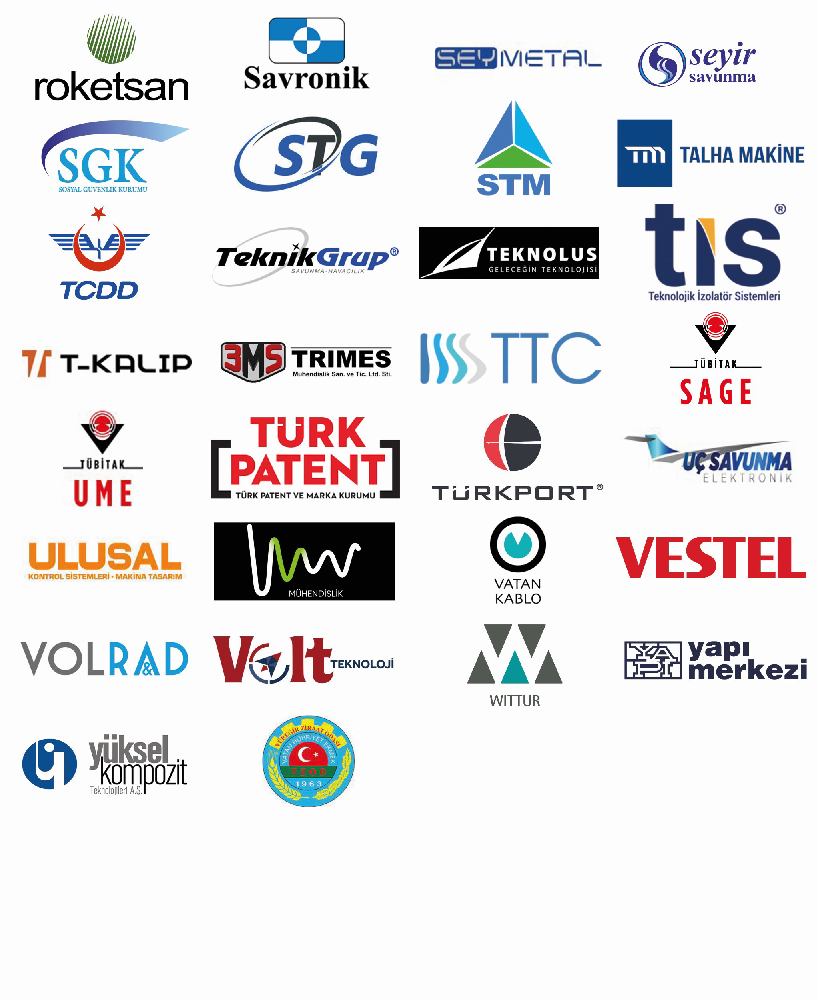 roketsan
Savronik
SEYMETAL
seyir
savunma
SGK
SOSYAL GÜVENLİK KURUMU
STG
STM
TALHA MAKİNE
TCDD
TeknikGrup®
SAVUNMA-HAVACILIK
TEKNOLUS
GELECEĞİN TEKNOLOJİSİ
tıs®
Teknolojik İzolatör Sistemleri
T-KALIP
3MS
TRIMES
Muhendislik San. ve Tic. Ltd. Sti.
TTC
TÜBİTAK
SAGE
TÜBİTAK
UME
TÜRK
PATENT
TÜRK PATENT VE MARKA KURUMU
TÜRKPORT®
UÇ SAVUNMA
ELEKTRONİK
ULUSAL
KONTROL SİSTEMLERİ - MAKİNA TASARIM
MÜHENDİSLİK
VATAN
KABLO
VESTEL
VOLR&D
Volt TEKNOLOJİ
WITTUR
YAPI
yapı
merkezi
yüksel
kompozit
Teknolojileri A.Ş.
YÜREĞİR ZİRAAT ODASI
VATAN HÜRRİYET EKMEK
TZOB
1963